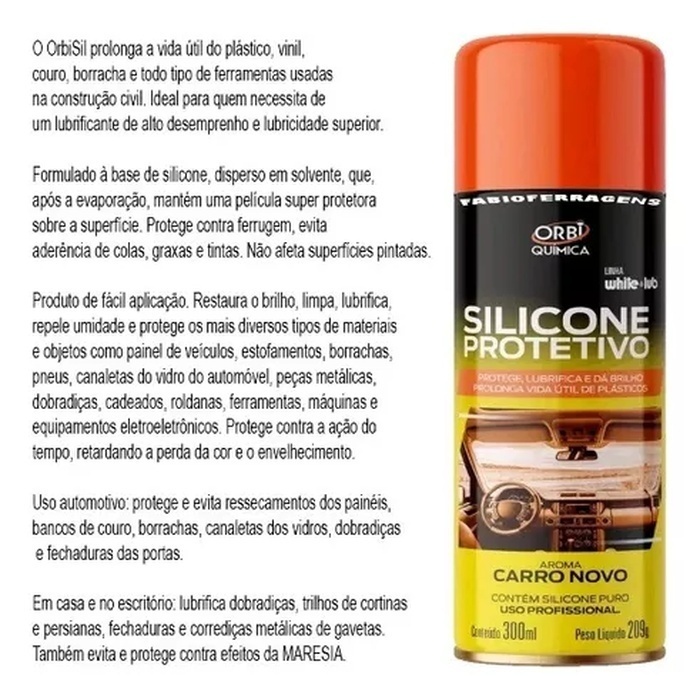 O OrbiSil prolonga a vida útil do plástico, vinil,
couro, borracha e todo tipo de ferramentas usadas
na construção civil. Ideal para quem necessita de
um lubrificante de alto desempenho e lubricidade superior.
Formulado à base de silicone, disperso em solvente, que,
após a evaporação, mantém uma película super protetora
sobre a superfície. Protege contra ferrugem, evita
aderência de colas, graxas e tintas. Não afeta superfícies pintadas.
Produto de fácil aplicação. Restaura o brilho, limpa, lubrifica,
repele umidade e protege os mais diversos tipos de materiais
e objetos como painel de veículos, estofamentos, borrachas,
pneus, canaletas do vidro do automóvel, peças metálicas,
dobradiças, cadeados, roldanas, ferramentas, máquinas e
equipamentos eletroeletrônicos. Protege contra a ação do
tempo, retardando a perda da cor e o envelhecimento.
Uso automotivo: protege e evita ressecamentos dos painéis,
bancos de couro, borrachas, canaletas dos vidros, dobradiças
e fechaduras das portas.
Em casa e no escritório: lubrifica dobradiças, trilhos de cortinas
e persianas, fechaduras e corrediças metálicas de gavetas.
Também evita e protege contra efeitos da MARESIA.
FABIOFERRAGENS
ORBI
QUIMICA
LINHA
white lub
SILICONE
PROTETIVO
PROTEGE, LUBRIFICA E DÁ BRILHO
PROLONGA VIDA ÚTIL DE PLÁSTICOS
AROMA
CARRO NOVO
CONTÉM SILICONE PURO
USO PROFISSIONAL.
Conteúdo 300ml Peso Líquido 209g